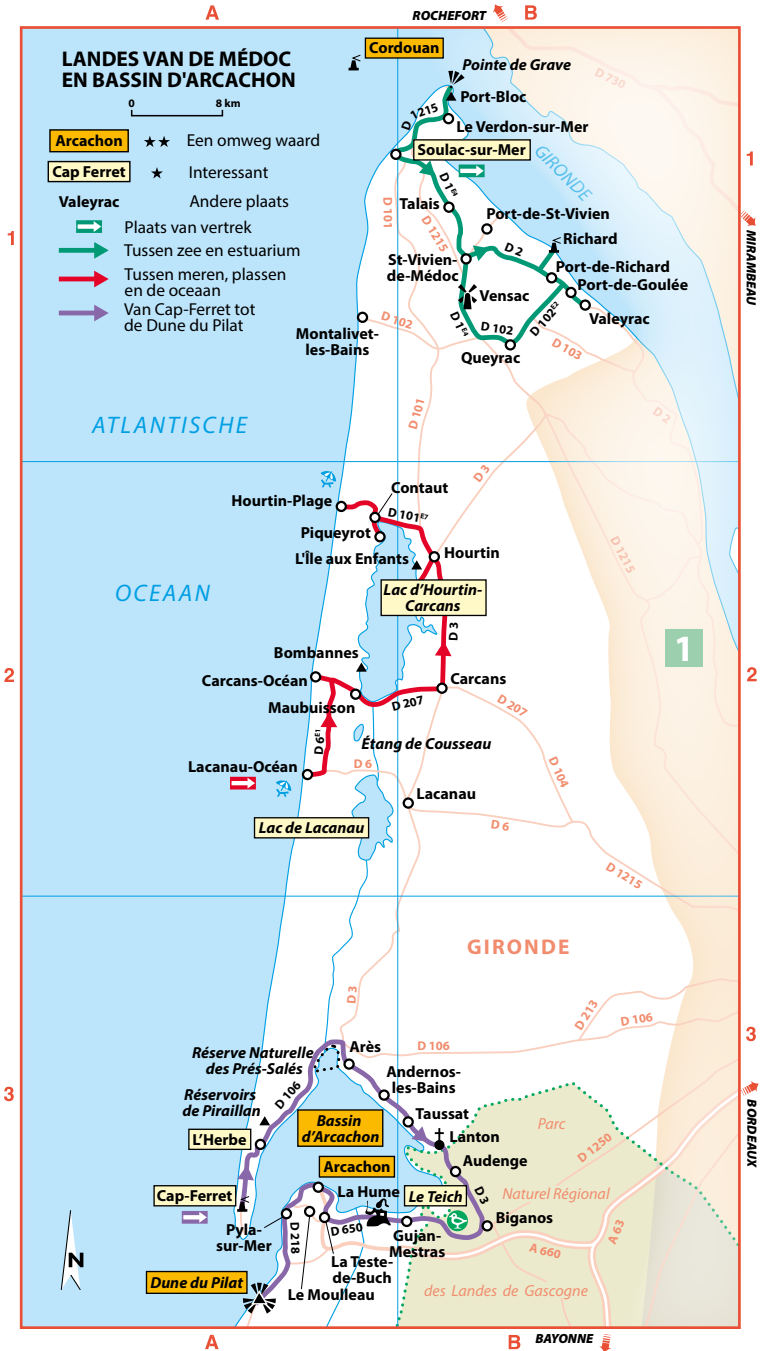 A
ROCHEFORT
B
LANDES VAN DE MÉDOC
EN BASSIN D'ARCACHON
0
8 km
Arcachon
★★
Een omweg waard
Cap Ferret
★
Interessant
Valeyrac
Andere plaats
Plaats van vertrek
Tussen zee en estuarium
Tussen meren, plassen
en de oceaan
Van Cap-Ferret tot
de Dune du Pilat
Cordouan
Pointe de Grave
Port-Bloc
D 730
D 1215
Le Verdon-sur-Mer
Soulac-sur-Mer
GIRONDE
1
1
D 1E4
D 101
Talais
D 1215
Port-de-St-Vivien
Richard
D 2
St-Vivien-
de-Médoc
Port-de-Richard
Port-de-Goulée
MIRAMBEAU
Vensac
Valeyrac
D 102E2
D 1E4
D 102
D 102
Montalivet-
les-Bains
Queyrac
D 103
D 101
D 2
ATLANTISCHE
D 3
Hourtin-Plage
Contaut
D 101E7
Piqueyrot
L'Île aux Enfants
Hourtin
D 1215
OCEAAN
Lac d'Hourtin-
Carcans
D 3
1
Bombannes
2
2
Carcans-Océan
Carcans
Maubuisson
D 207
D 207
D 9E1
Étang de Cousseau
Lacanau-Océan
D 6
D 104
Lacanau
Lac de Lacanau
D 6
D 1215
GIRONDE
D 3
D 213
D 106
3
3
D 106
Réserve Naturelle
des Prés-Salés
Arès
Andernos-
les-Bains
Réservoirs
de Piraillan
D 106
Taussat
Bassin
d'Arcachon
Parc
L'Herbe
Lanton
D 1250
BORDEAUX
Arcachon
Audenge
Cap-Ferret
La Hume
Le Teich
D 3
Naturel Régional
Pyla-
sur-Mer
D 218
D 650
Gujan-
Mestras
Biganos
A 63
A 660
N
La Teste-
de-Buch
Dune du Pilat
Le Moulleau
des Landes de Gascogne
A
B
BAYONNE